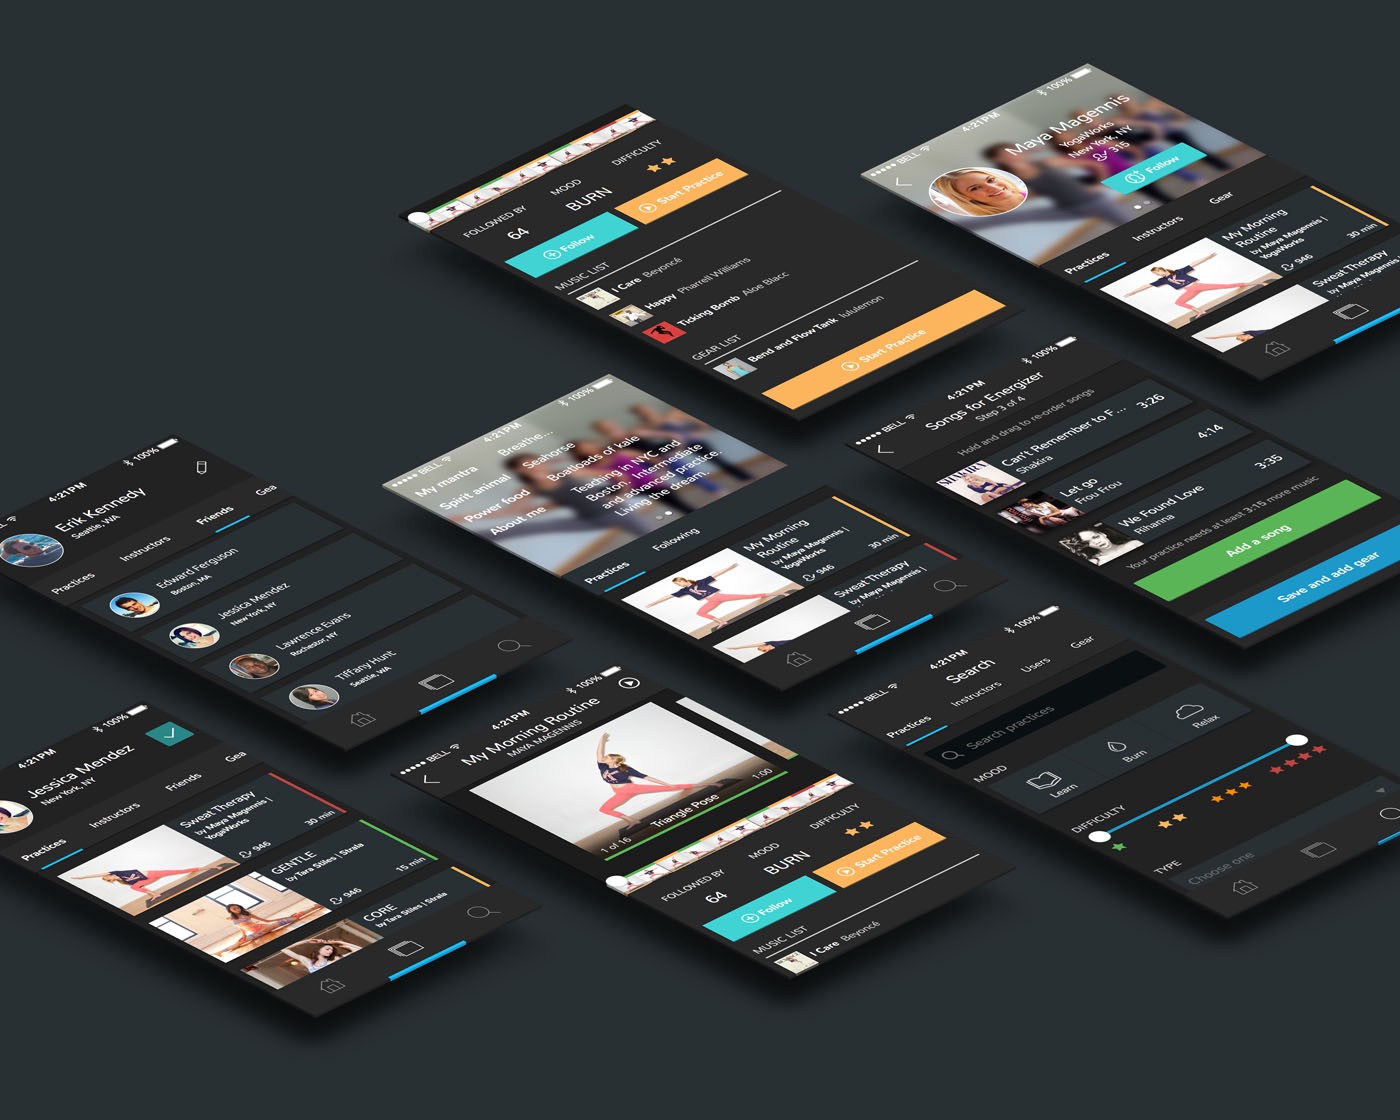 FOLLOWED BY
64
MOOD
BURN
DIFFICULTY
Follow
Start Practice
MUSIC LIST
I Care Beyoncé
Happy Pharrell Williams
Ticking Bomb Aloe Blacc
GEAR LIST
Bend and Flow Tank lululemon
Start Practice
BELL
4:21PM
100%
Maya Magennis
YogaWorks
New York, NY
315
Follow
Practices
Instructors
Gear
My Morning
Routine
by Maya Magennis |
YogaWorks
946
30 min
Sweat Therapy
by Maya Magennis |
4:21PM
100%
Erik Kennedy
Seattle, WA
Practices
Instructors
Friends
Gea
Edward Ferguson
Boston, MA
Jessica Mendez
New York, NY
Lawrence Evans
Rochester, NY
Tiffany Hunt
Seattle, WA
BELL
4:21PM
100%
My mantra Breathe...
Spirit animal Seahorse
Power food Boatloads of kale
About me Teaching in NYC and
Boston. Intermediate
and advanced practice.
Living the dream.
Practices
Following
My Morning
Routine
by Maya Magennis |
YogaWorks
946
30 min
Sweat Therapy
by Maya Magennis |
BELL
4:21PM
100%
Songs for Energizer
Step 3 of 4
Hold and drag to re-order songs
Can't Remember to F... 3:26
Shakira
Let go 4:14
Frou Frou
We Found Love 3:35
Rihanna
Your practice needs at least 3:15 more music
Add a song
Save and add gear
4:21PM
100%
Jessica Mendez
New York, NY
Practices
Instructors
Friends
Gea
Sweat Therapy
by Maya Magennis |
YogaWorks
946
30 min
GENTLE
by Tara Stiles | Strala
946
15 min
CORE
by Tara Stiles | Strala
BELL
4:21PM
100%
My Morning Routine
MAYA MAGENNIS
1 of 16
Triangle Pose
1:00
FOLLOWED BY
64
MOOD
BURN
DIFFICULTY
Follow
Start Practice
MUSIC LIST
I Care Beyoncé
BELL
4:21PM
100%
Search
Practices
Instructors
Users
Gear
Search practices
MOOD
Learn
Burn
Relax
DIFFICULTY
TYPE
Choose one